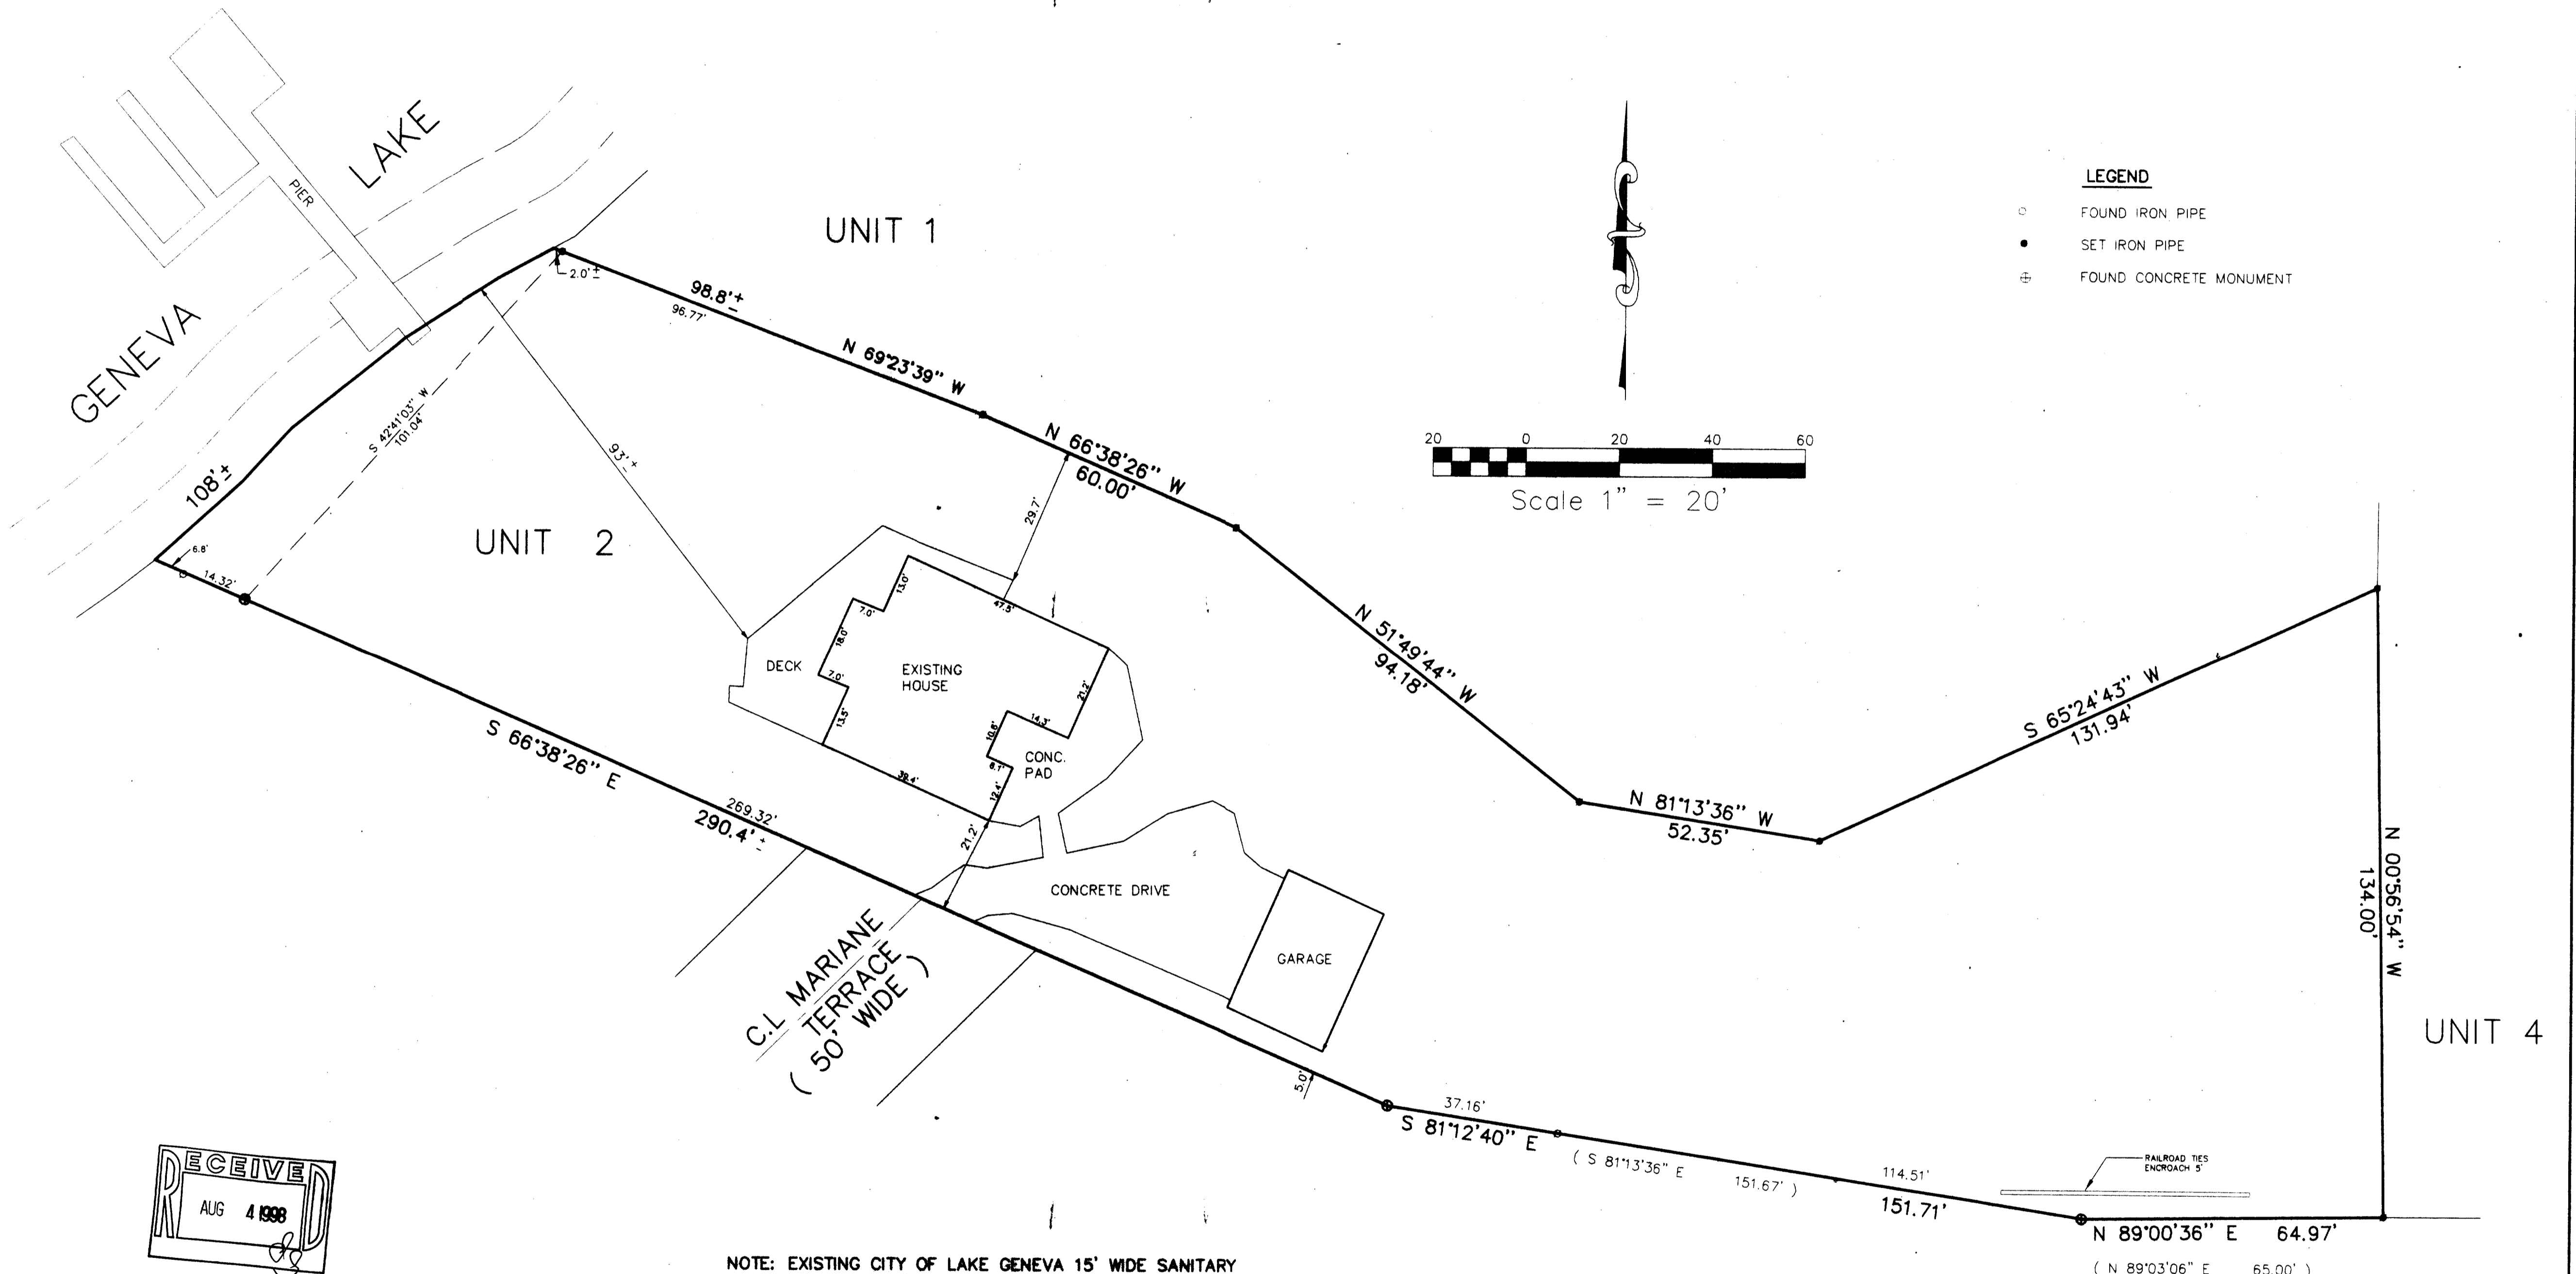 LAKE
PIER
GENEVA
UNIT 1
LEGEND
FOUND IRON PIPE
SET IRON PIPE
FOUND CONCRETE MONUMENT
2.0'±
98.8'±
96.77'
N 69°23'39" W
N 66°38'26" W
60.00'
20 0 20 40 60
Scale 1" = 20'
S 42°41'03" W
101.04'
93'±
108'±
29.7'
UNIT 2
6.8'
14.32'
13.0'
7.0'
47.5'
18.0'
DECK
EXISTING
HOUSE
7.0'
13.5'
21.2'
14.3'
10.6'
CONC.
PAD
12.4'
39.4'
N 51°49'44" W
94.18'
S 65°24'43" W
131.94'
N 81°13'36" W
52.35'
N 00°56'54" W
134.00'
S 66°38'26" E
269.32'
290.4'±
21.2'
CONCRETE DRIVE
GARAGE
C.L MARIANE
TERRACE
( 50' WIDE )
UNIT 4
5.0'
37.16'
S 81°12'40" E
( S 81°13'36" E 151.67' )
114.51'
151.71'
RAILROAD TIES
ENCROACH 5'
N 89°00'36" E 64.97'
( N 89°03'06" E 65.00' )
RECEIVED
AUG 4 1998
NOTE: EXISTING CITY OF LAKE GENEVA 15' WIDE SANITARY